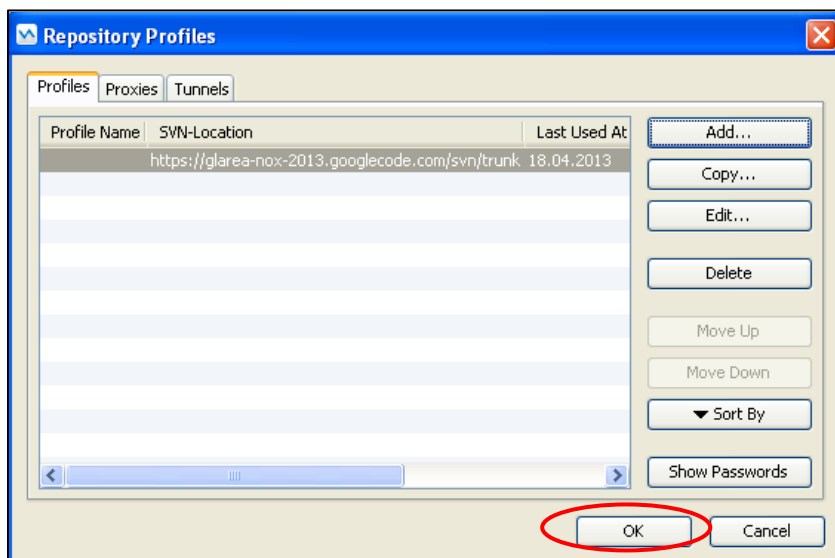 Repository Profiles
Profiles Proxies Tunnels
Profile Name SVN-Location Last Used At
https://glarea-nox-2013.googlecode.com/svn/trunk 18.04.2013
Add...
Copy...
Edit...
Delete
Move Up
Move Down
Sort By
Show Passwords
OK Cancel